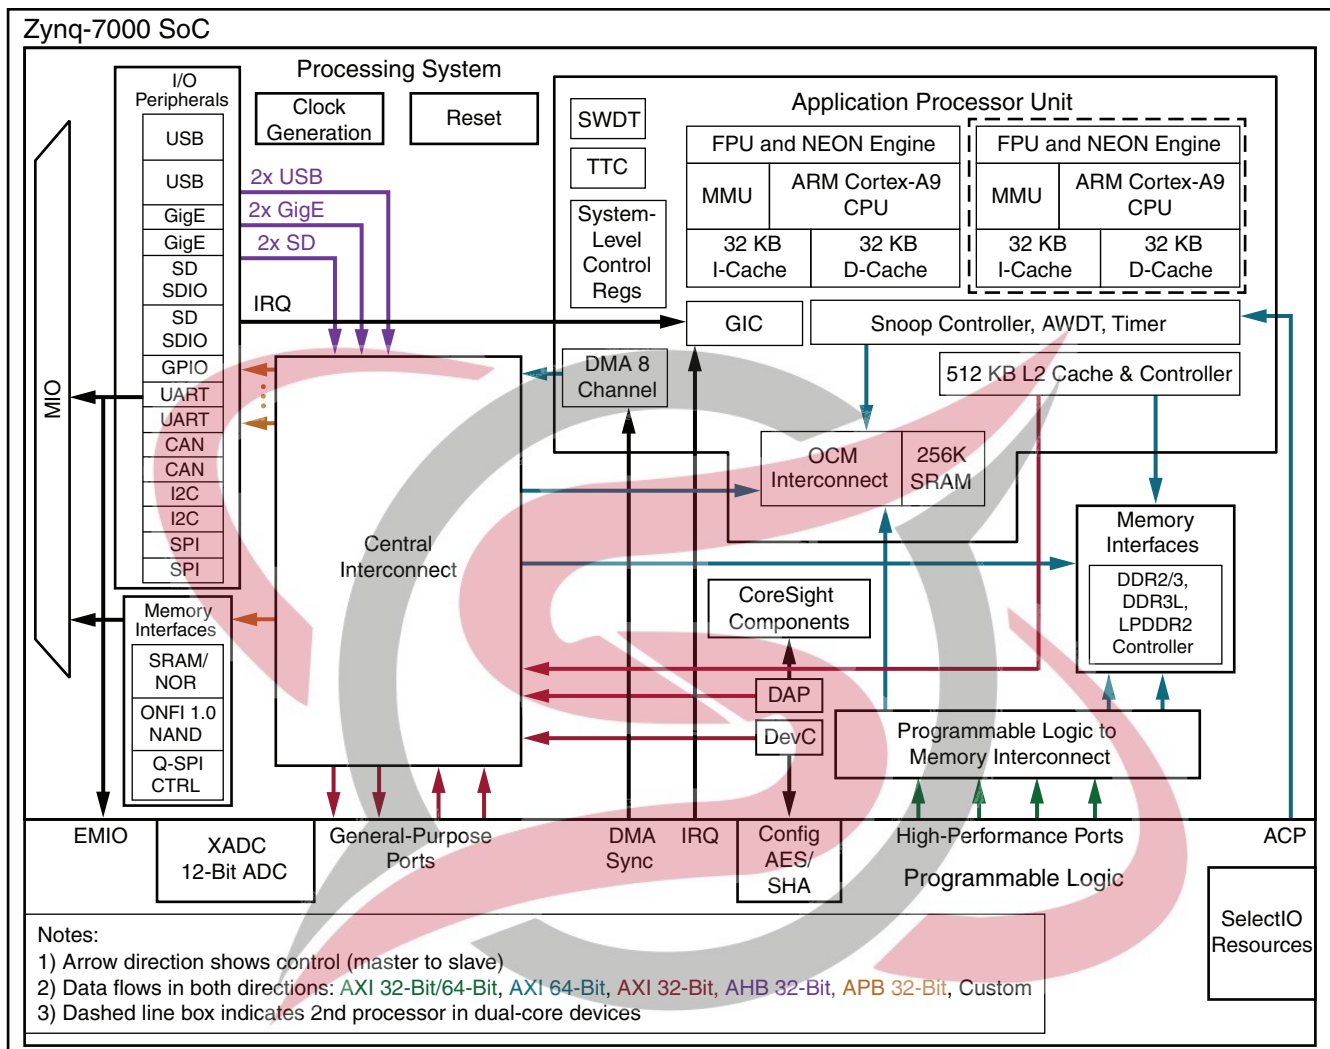 Zynq-7000 SoC
Processing System
I/O
Peripherals
USB
USB
GigE
GigE
SD
SDIO
SD
SDIO
GPIO
UART
UART
CAN
CAN
I2C
I2C
SPI
SPI
MIO
Clock
Generation
Reset
2x USB
2x GigE
2x SD
IRQ
Application Processor Unit
SWDT
TTC
System-
Level
Control
Regs
FPU and NEON Engine
MMU
ARM Cortex-A9
CPU
32 KB
I-Cache
32 KB
D-Cache
FPU and NEON Engine
MMU
ARM Cortex-A9
CPU
32 KB
I-Cache
32 KB
D-Cache
GIC
Snoop Controller, AWDT, Timer
DMA 8
Channel
512 KB L2 Cache & Controller
OCM
Interconnect
256K
SRAM
Central
Interconnect
Memory
Interfaces
DDR2/3,
DDR3L,
LPDDR2
Controller
CoreSight
Components
DAP
DevC
Programmable Logic to
Memory Interconnect
Memory
Interfaces
SRAM/
NOR
ONFI 1.0
NAND
Q-SPI
CTRL
EMIO
XADC
12-Bit ADC
General-Purpose
Ports
DMA
Sync
IRQ
Config
AES/
SHA
High-Performance Ports
ACP
Programmable Logic
SelectIO
Resources
Notes:
1) Arrow direction shows control (master to slave)
2) Data flows in both directions: AXI 32-Bit/64-Bit, AXI 64-Bit, AXI 32-Bit, AHB 32-Bit, APB 32-Bit, Custom
3) Dashed line box indicates 2nd processor in dual-core devices